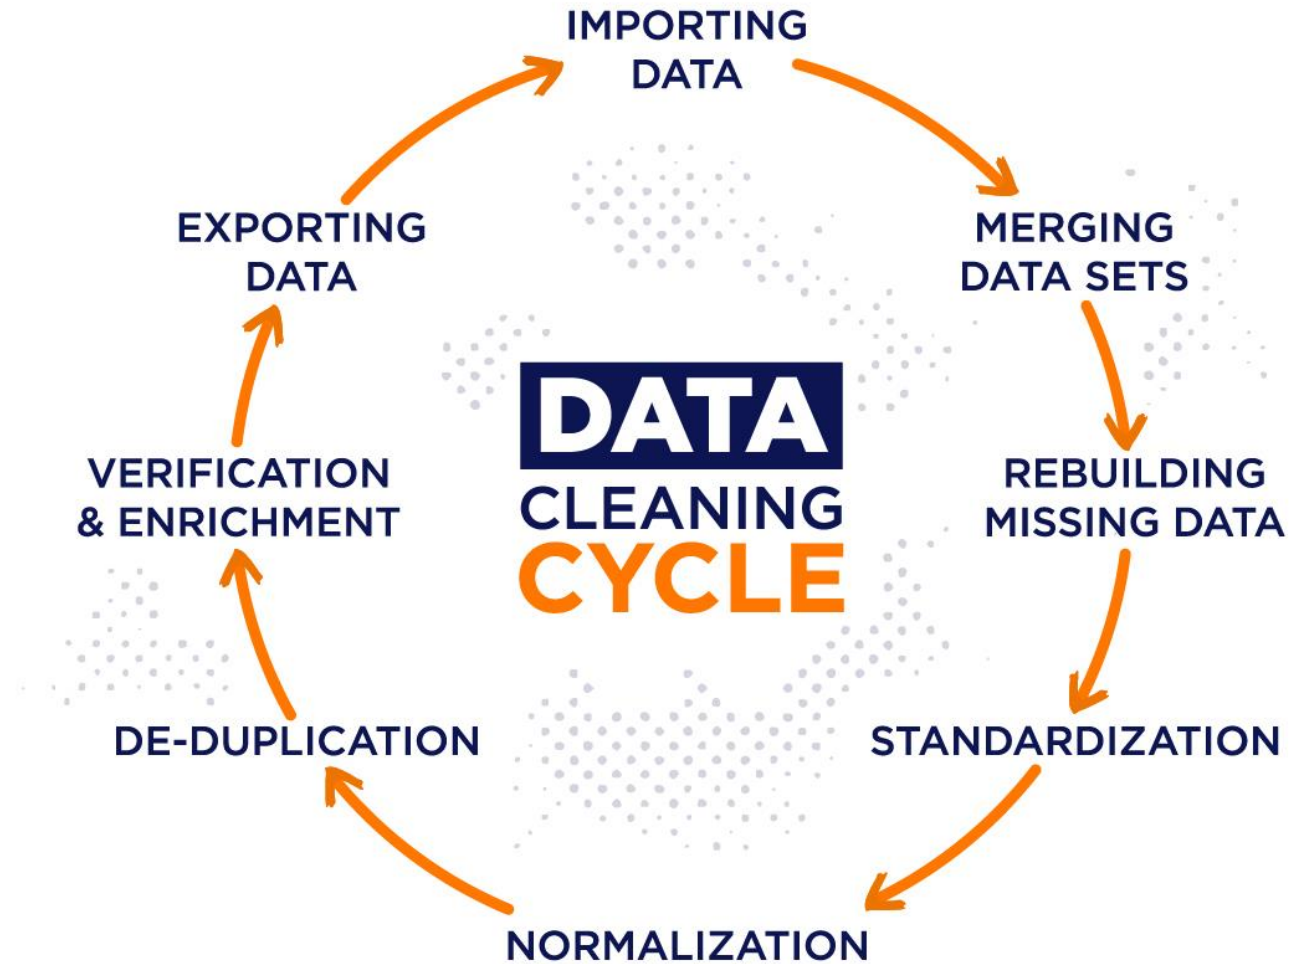 IMPORTING
DATA
MERGING
DATA SETS
REBUILDING
MISSING DATA
STANDARDIZATION
NORMALIZATION
DE-DUPLICATION
VERIFICATION
& ENRICHMENT
EXPORTING
DATA
DATA
CLEANING
CYCLE